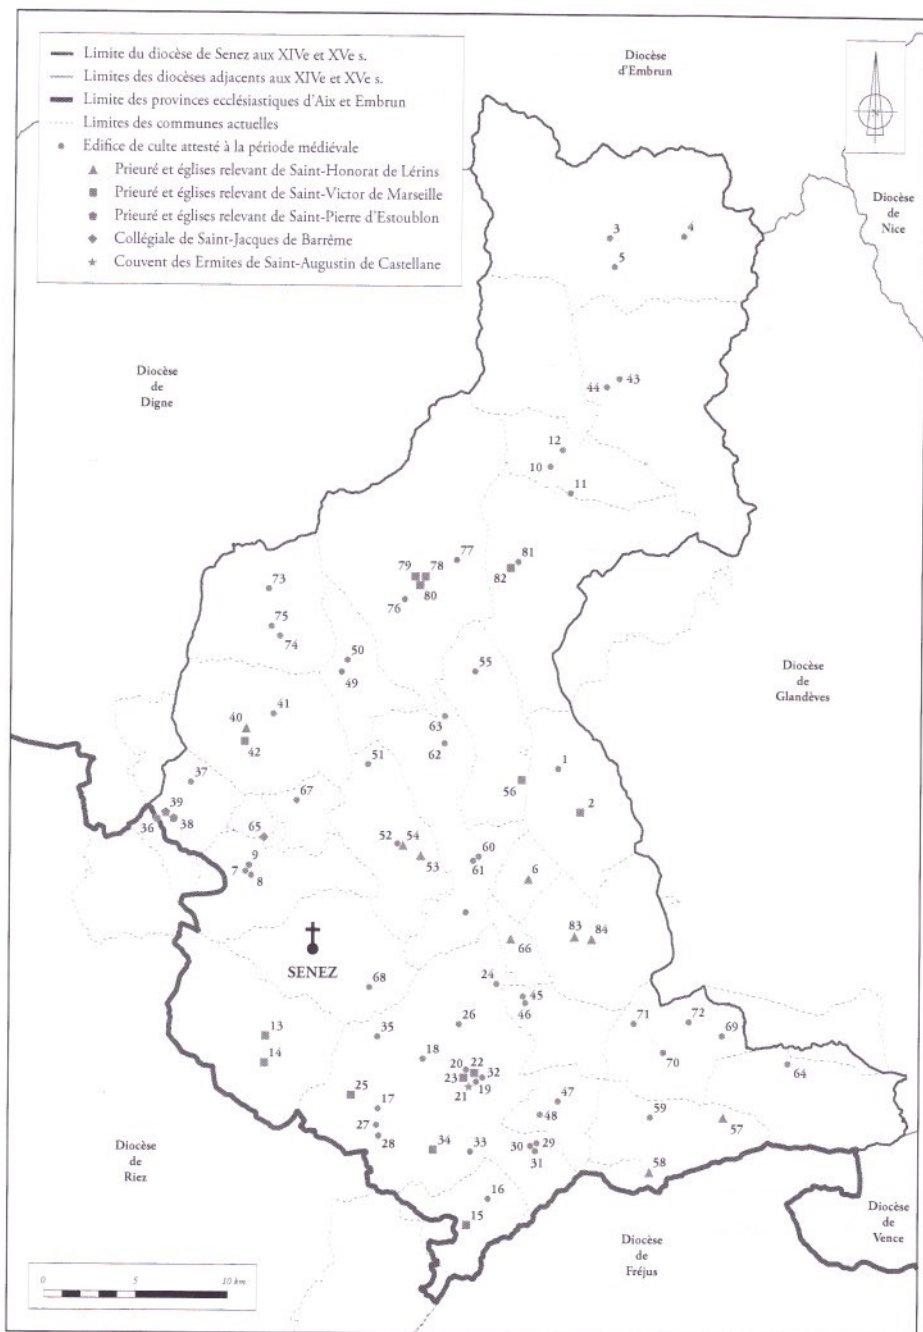 Limite du diocèse de Senez aux XIVe et XVe s.
Limites des diocèses adjacents aux XIVe et XVe s.
Limite des provinces ecclésiastiques d'Aix et Embrun
Limites des communes actuelles
Edifice de culte attesté à la période médiévale
Prieuré et églises relevant de Saint-Honorat de Lérins
Prieuré et églises relevant de Saint-Victor de Marseille
Prieuré et églises relevant de Saint-Pierre d'Estoublon
Collégiale de Saint-Jacques de Barrême
Couvent des Ermites de Saint-Augustin de Castellane
Diocèse
d'Embrun
N
Diocèse
de
Nice
3
4
5
Diocèse
de
Digne
44
43
12
10
11
77
81
79
78
82
73
80
76
75
74
50
55
49
Diocèse
de
Glandèves
41
40
63
42
62
51
1
37
56
67
2
39
36
38
65
52
54
60
9
53
61
6
7
8
83
84
66
SENEZ
24
68
45
46
26
71
72
69
13
35
18
70
14
20
22
32
64
23
25
19
21
17
47
59
48
57
27
28
34
33
30
29
31
58
Diocèse
de
Riez
16
15
Diocèse
de
Vence
Diocèse
de
Fréjus
0
5
10 km